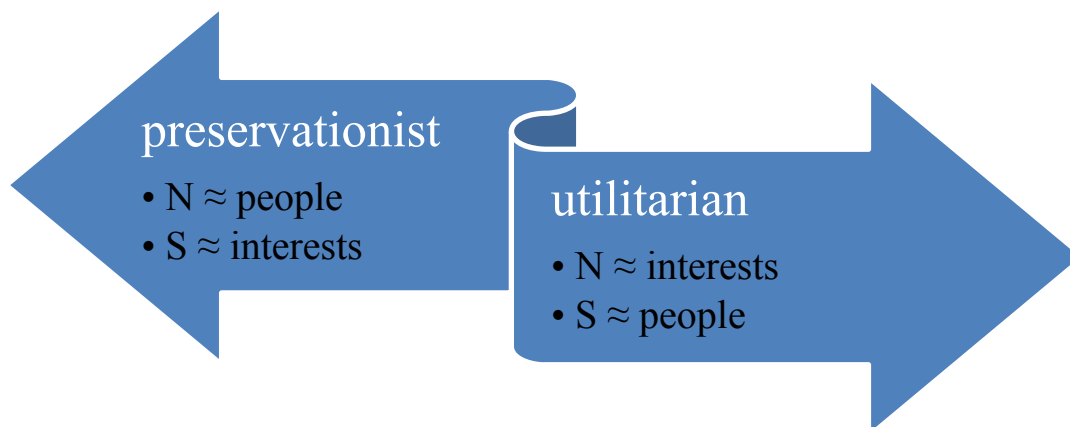 preservationist
• N ≈ people
• S ≈ interests
utilitarian
• N ≈ interests
• S ≈ people